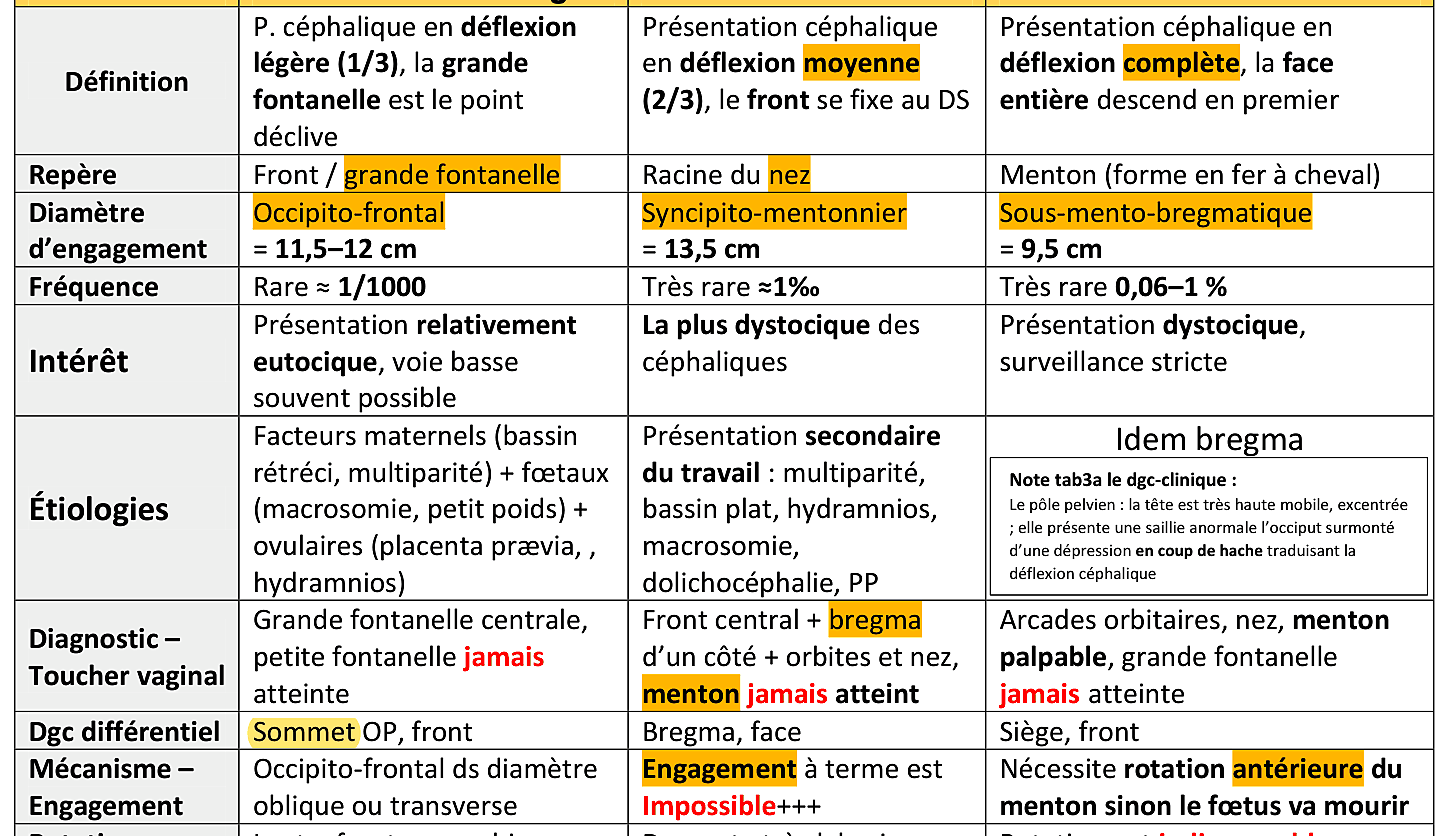 P. céphalique en déflexion
légère (1/3), la grande
fontanelle est le point
déclive
Présentation céphalique
en déflexion moyenne
(2/3), le front se fixe au DS
Présentation céphalique en
déflexion complète, la face
entière descend en premier
Définition
Repère
Front / grande fontanelle
Racine du nez
Menton (forme en fer à cheval)
Diamètre
d’engagement
Occipito-frontal
= 11,5–12 cm
Syncipito-mentonnier
= 13,5 cm
Sous-mento-bregmatique
= 9,5 cm
Fréquence
Rare ≈ 1/1000
Très rare ≈1‰
Très rare 0,06–1 %
Intérêt
Présentation relativement
eutocique, voie basse
souvent possible
La plus dystocique des
céphaliques
Présentation dystocique,
surveillance stricte
Étiologies
Facteurs maternels (bassin
rétréci, multiparité) + fœtaux
(macrosomie, petit poids) +
ovulaires (placenta prævia, ,
hydramnios)
Présentation secondaire
du travail : multiparité,
bassin plat, hydramnios,
macrosomie,
dolichocéphalie, PP
Idem bregma
Note tab3a le dgc-clinique :
Le pôle pelvien : la tête est très haute mobile, excentrée
; elle présente une saillie anormale l’occiput surmonté
d’une dépression en coup de hache traduisant la
déflexion céphalique
Diagnostic –
Toucher vaginal
Grande fontanelle centrale,
petite fontanelle jamais
atteinte
Front central + bregma
d’un côté + orbites et nez,
menton jamais atteint
Arcades orbitaires, nez, menton
palpable, grande fontanelle
jamais atteinte
Dgc différentiel
Sommet OP, front
Bregma, face
Siège, front
Mécanisme –
Engagement
Occipito-frontal ds diamètre
oblique ou transverse
Engagement à terme est
Impossible+++
Nécessite rotation antérieure du
menton sinon le fœtus va mourir